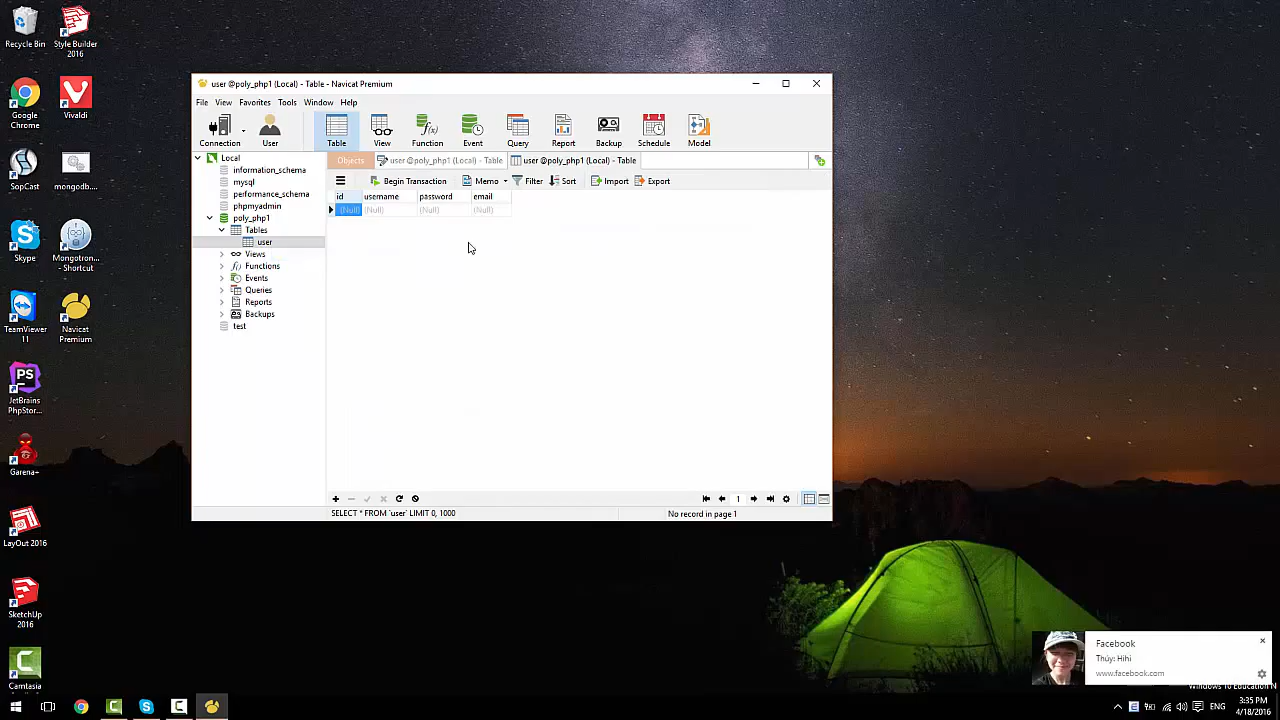 Recycle Bin
Style Builder
2016
Google
Chrome
Vivaldi
SopCast
mongodb....
Skype
Mongotron...
- Shortcut
TeamViewer
11
Navicat
Premium
JetBrains
PhpStor...
Garena+
LayOut 2016
SketchUp
2016
Camtasia
user @poly_php1 (Local) - Table - Navicat Premium
File View Favorites Tools Window Help
Connection User Table View Function Event Query Report Backup Schedule Model
Local
information_schema
mysql
performance_schema
phpmyadmin
poly_php1
Tables
user
Views
Functions
Events
Queries
Reports
Backups
test
Objects user @poly_php1 (Local) - Table user @poly_php1 (Local) - Table
Begin Transaction Memo Filter Sort Import Export
id username password email
(Null) (Null) (Null) (Null)
1
SELECT * FROM `user` LIMIT 0, 1000 No record in page 1
Facebook
Thúy: Hihi
www.facebook.com
Windows 10 Education N
ENG
3:35 PM
4/18/2016